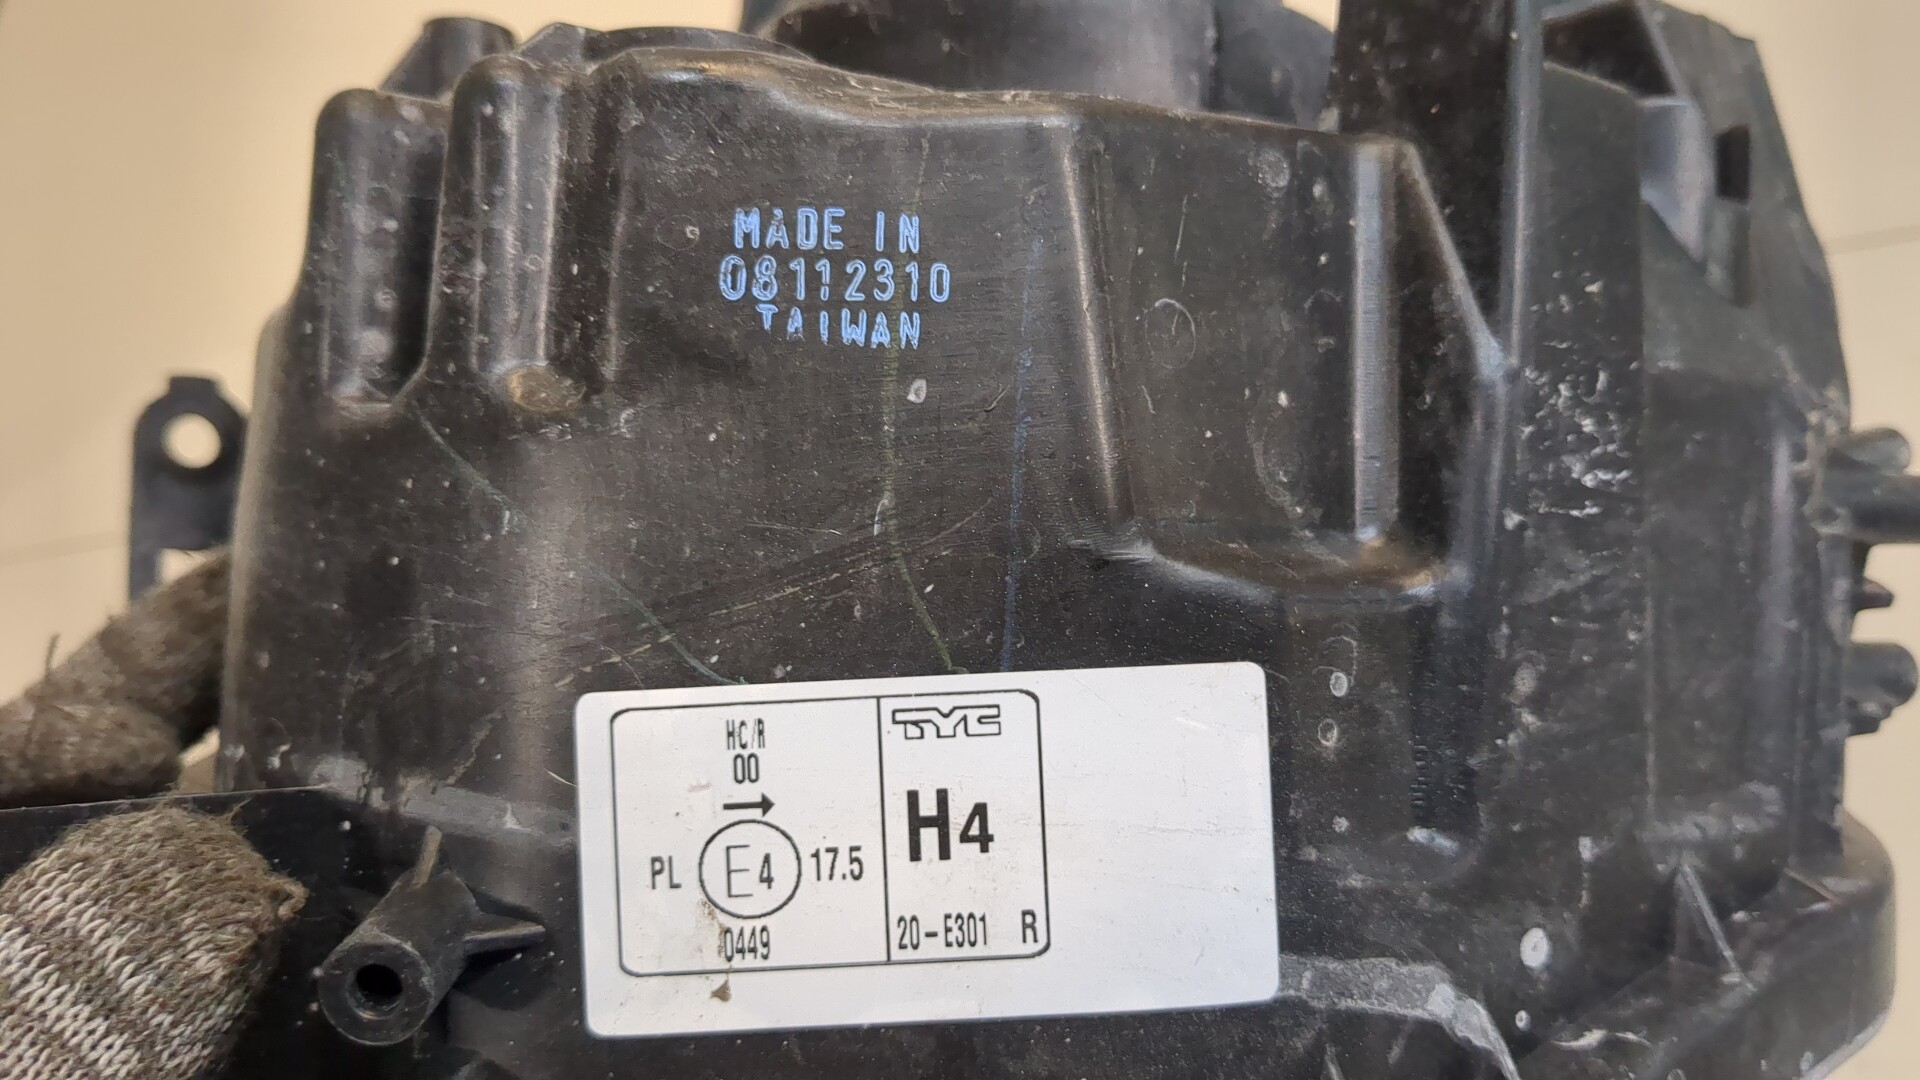 MADE IN
08112310
TAIWAN
HC/R
00
→
PL E4 17.5
0449
TYC
H4
20-E301 R